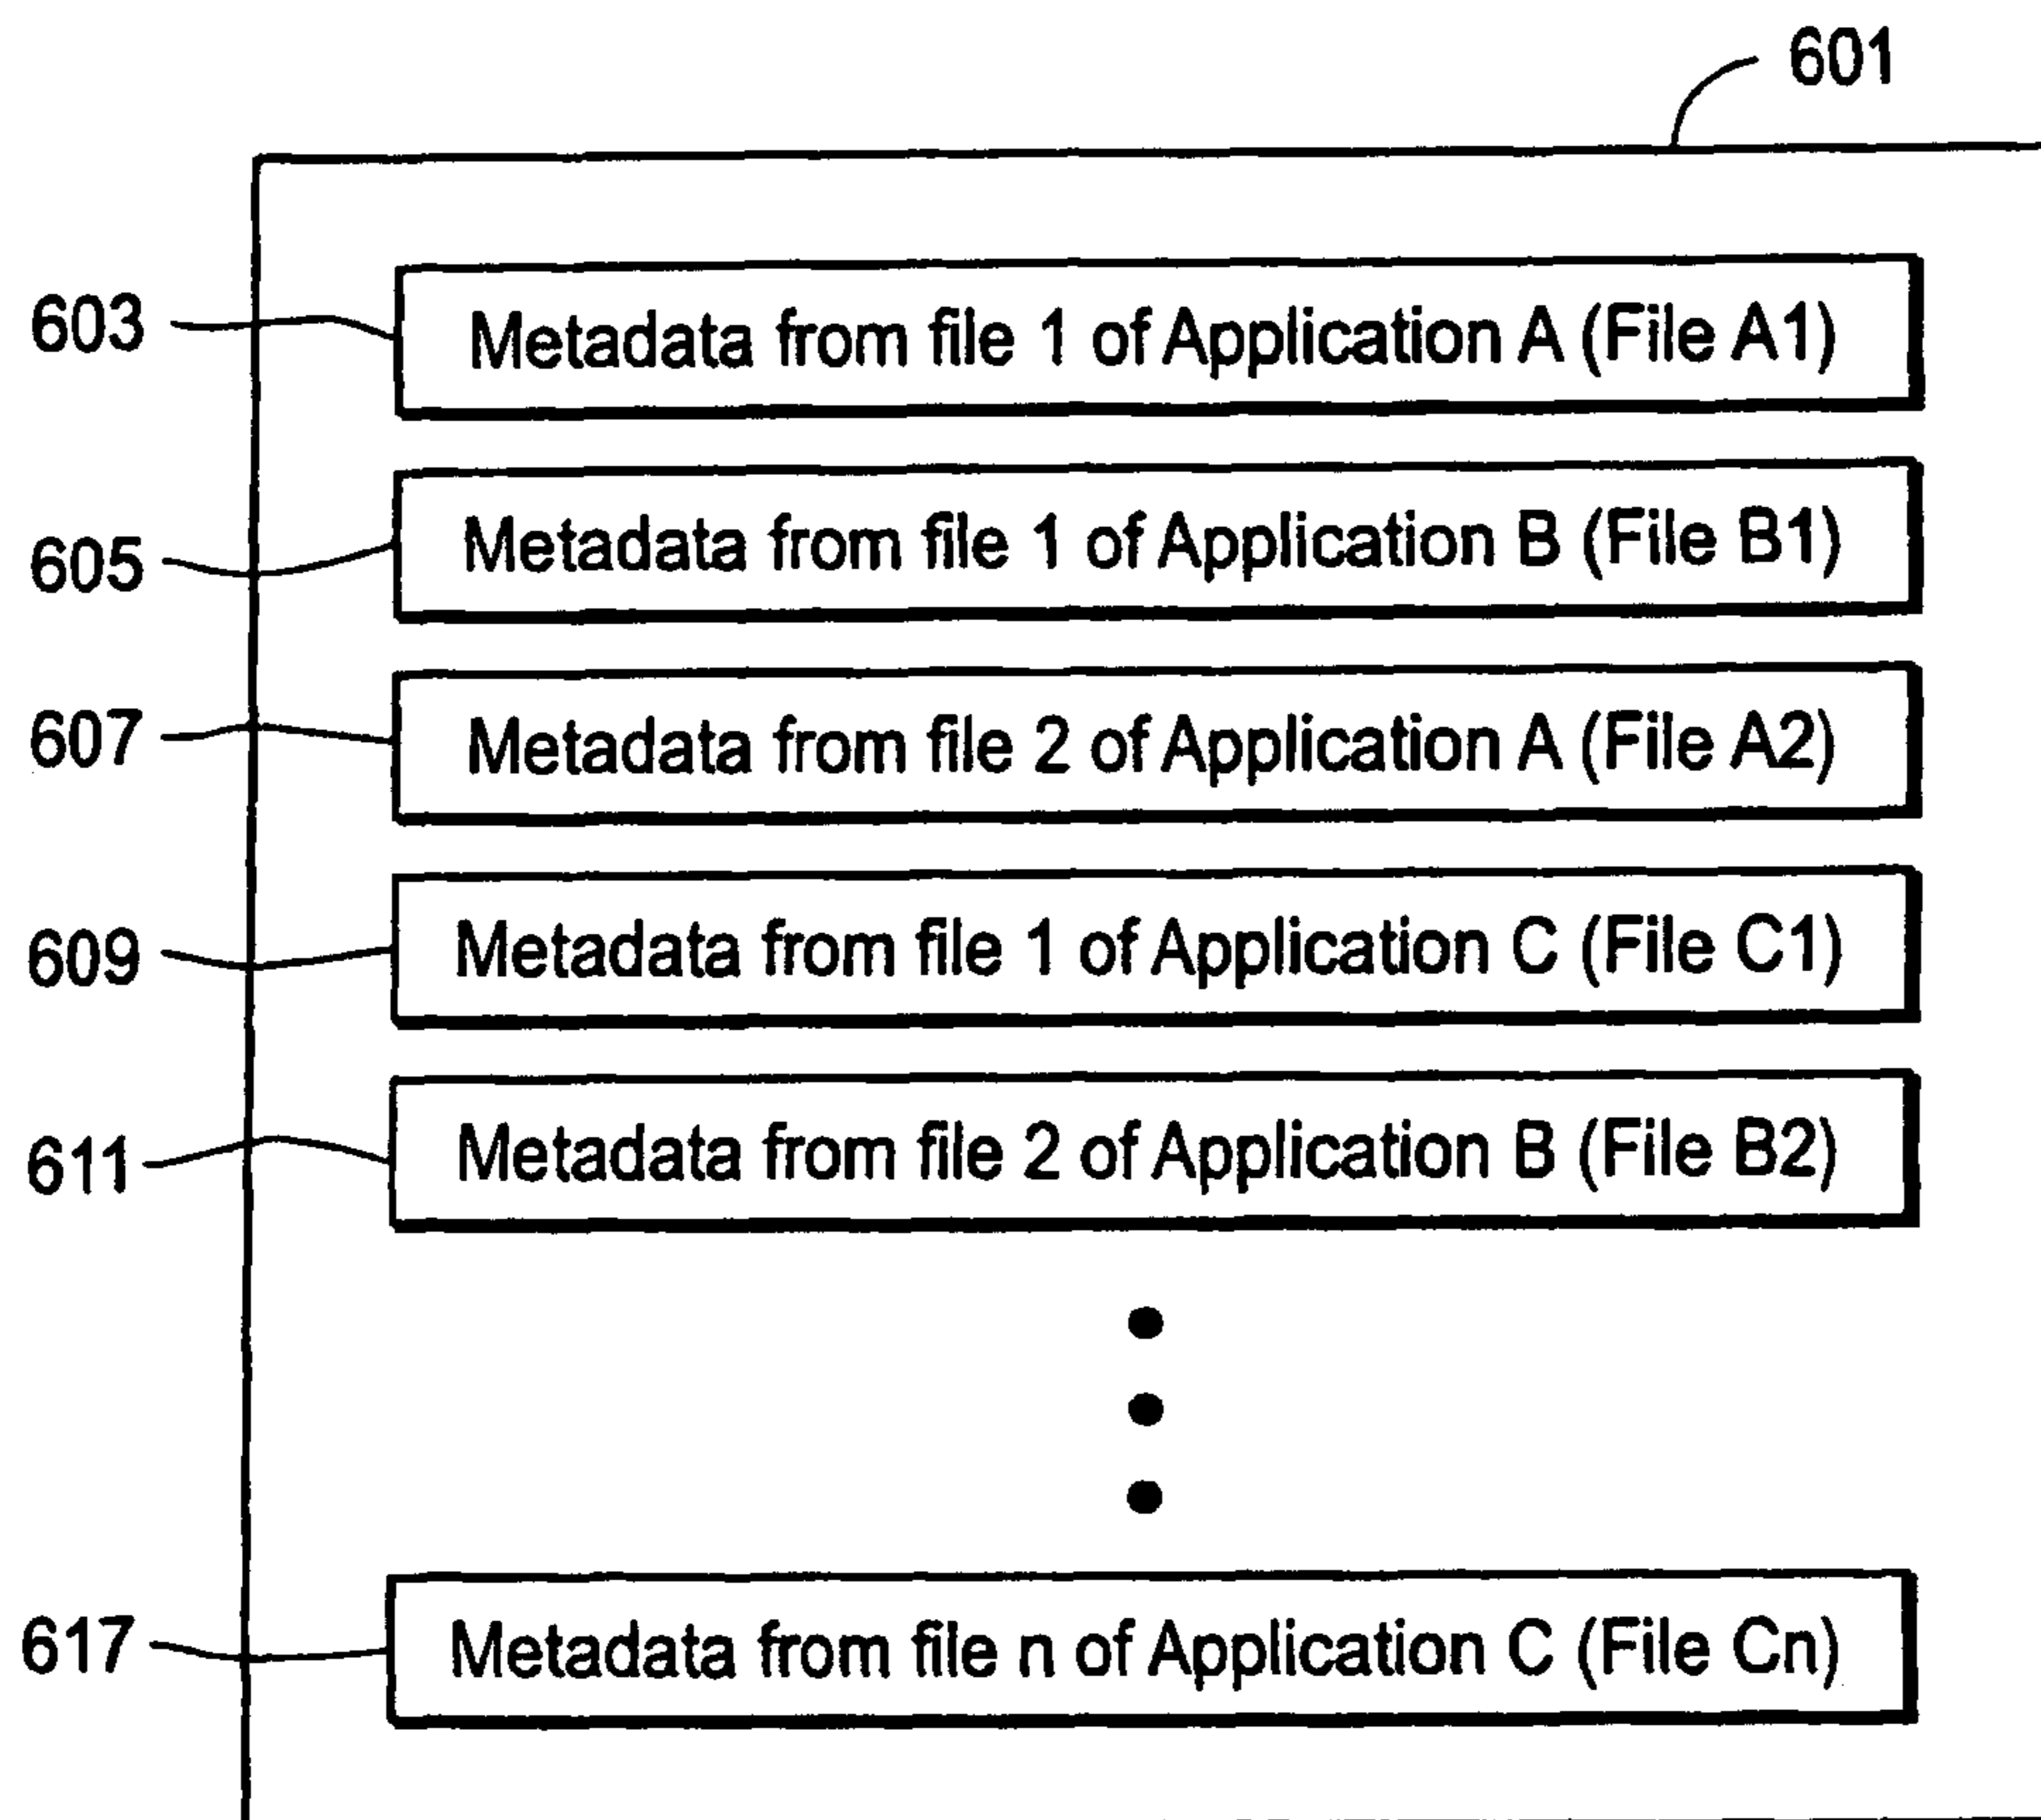 601
603 Metadata from file 1 of Application A (File A1)
605 Metadata from file 1 of Application B (File B1)
607 Metadata from file 2 of Application A (File A2)
609 Metadata from file 1 of Application C (File C1)
611 Metadata from file 2 of Application B (File B2)
617 Metadata from file n of Application C (File Cn)